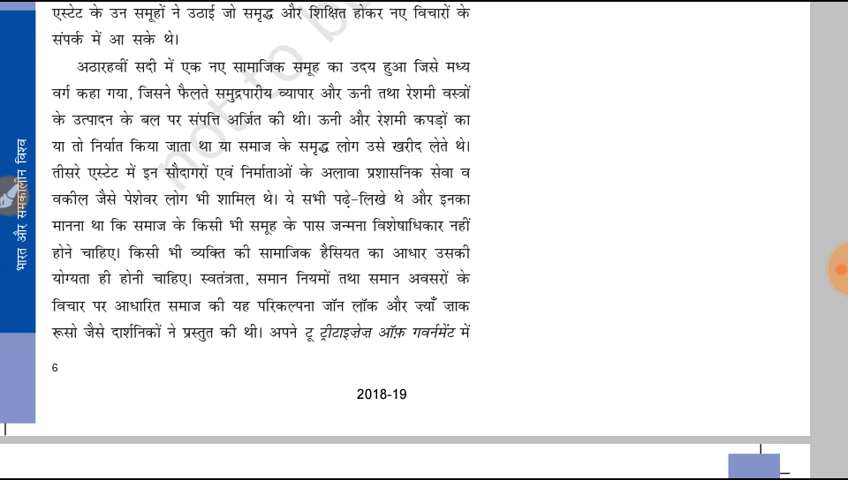 एस्टेट के उन समूहों ने उठाई जो समृद्ध और शिक्षित होकर नए विचारों के
संपर्क में आ सके थे।
अठारहवीं सदी में एक नए सामाजिक समूह का उदय हुआ जिसे मध्य
वर्ग कहा गया, जिसने फैलते समुद्रपारीय व्यापार और ऊनी तथा रेशमी वस्त्रों
के उत्पादन के बल पर संपत्ति अर्जित की थी। ऊनी और रेशमी कपड़ों का
या तो निर्यात किया जाता था या समाज के समृद्ध लोग उसे खरीद लेते थे।
तीसरे एस्टेट में इन सौदागरों एवं निर्माताओं के अलावा प्रशासनिक सेवा व
वकील जैसे पेशेवर लोग भी शामिल थे। ये सभी पढ़े-लिखे थे और इनका
मानना था कि समाज के किसी भी समूह के पास जन्मना विशेषाधिकार नहीं
होने चाहिए। किसी भी व्यक्ति की सामाजिक हैसियत का आधार उसकी
योग्यता ही होनी चाहिए। स्वतंत्रता, समान नियमों तथा समान अवसरों के
विचार पर आधारित समाज की यह परिकल्पना जॉन लॉक और ज़्याँ ज़ाक
रूसो जैसे दार्शनिकों ने प्रस्तुत की थी। अपने टू ट्रीटाइज़ेज़ ऑफ़ गवर्नमेंट में
6
2018-19
भारत और समकालीन विश्व
not to b